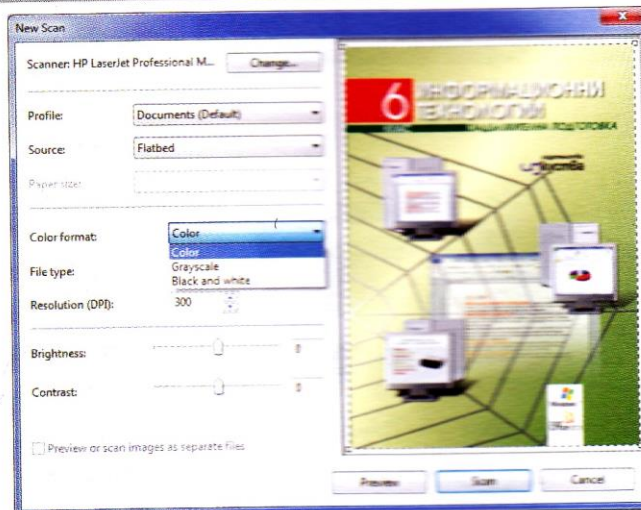 New Scan
Scanner: HP LaserJet Professional M...
Change...
Profile:
Documents (Default)
Source:
Flatbed
Paper size:
Color format:
Color
Color
Grayscale
Black and white
File type:
Resolution (DPI):
300
Brightness:
0
Contrast:
0
Preview or scan images as separate files
6 ИНФОРМАЦИОННИ
ТЕХНОЛОГИИ
ЗАДЪЛЖИТЕЛНА ПОДГОТОВКА
Preview
Scan
Cancel